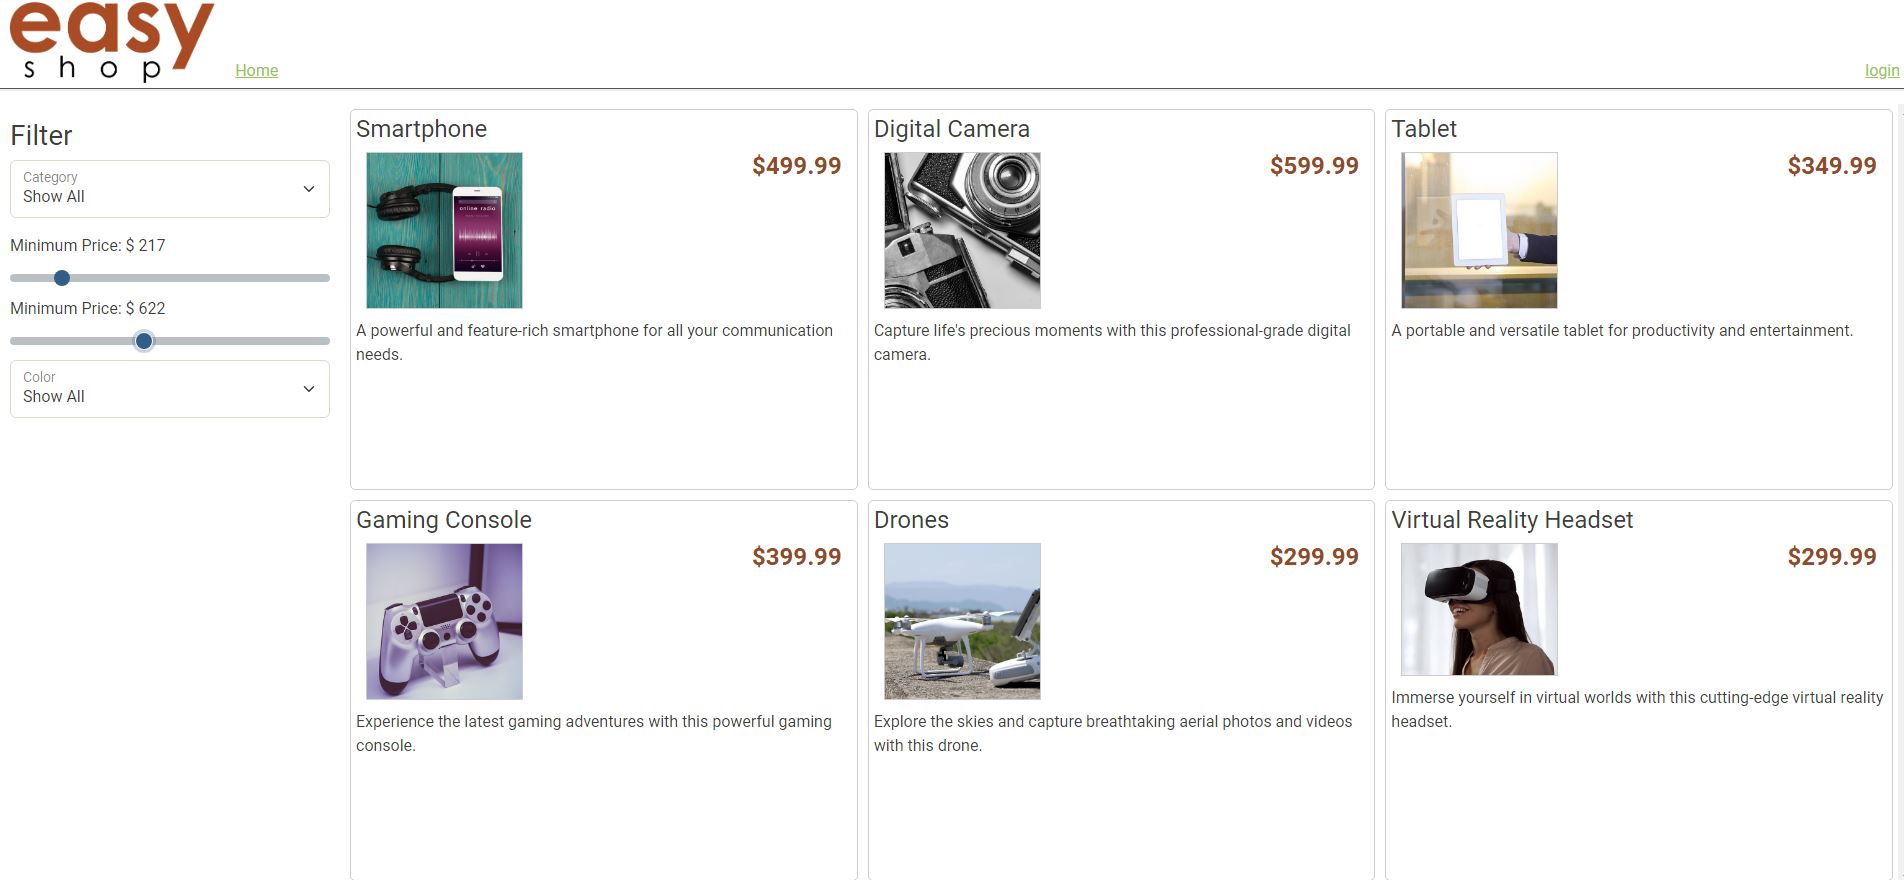 easy
shop
Home
login
Filter
Category
Show All
Minimum Price: $ 217
Minimum Price: $ 622
Color
Show All
Smartphone
$499.99
online radio
A powerful and feature-rich smartphone for all your communication
needs.
Digital Camera
$599.99
Capture life's precious moments with this professional-grade digital
camera.
Tablet
$349.99
A portable and versatile tablet for productivity and entertainment.
Gaming Console
$399.99
Experience the latest gaming adventures with this powerful gaming
console.
Drones
$299.99
Explore the skies and capture breathtaking aerial photos and videos
with this drone.
Virtual Reality Headset
$299.99
Immerse yourself in virtual worlds with this cutting-edge virtual reality
headset.